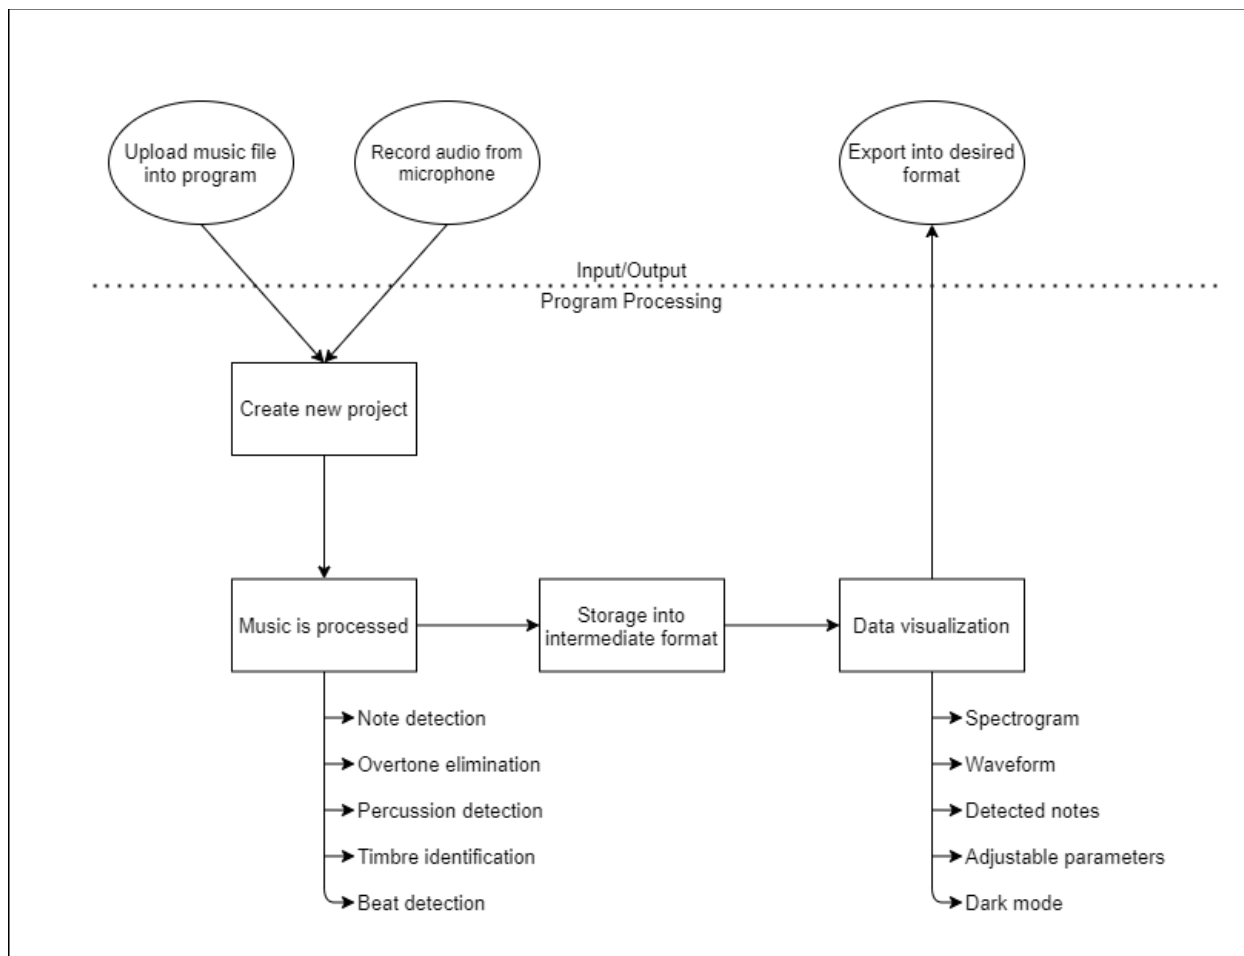 Upload music file
into program
Record audio from
microphone
Export into desired
format
Input/Output
Program Processing
Create new project
Music is processed
Storage into
intermediate format
Data visualization
Note detection
Overtone elimination
Percussion detection
Timbre identification
Beat detection
Spectrogram
Waveform
Detected notes
Adjustable parameters
Dark mode